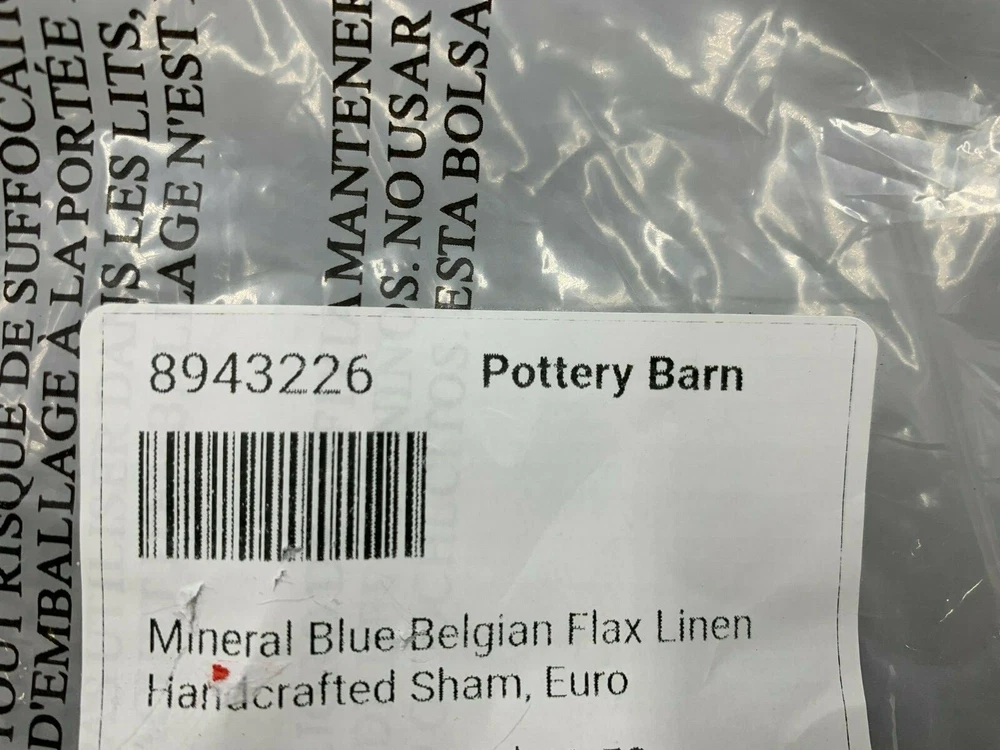 TOUT RISQUE DE SUFFOCATI
D'EMBALLAGE À LA PORTÉE
LES LITS,
LAGE N'EST
MANTENER
NO USAR
ESTA BOLSA
8943226 Pottery Barn
Mineral Blue Belgian Flax Linen
Handcrafted Sham, Euro